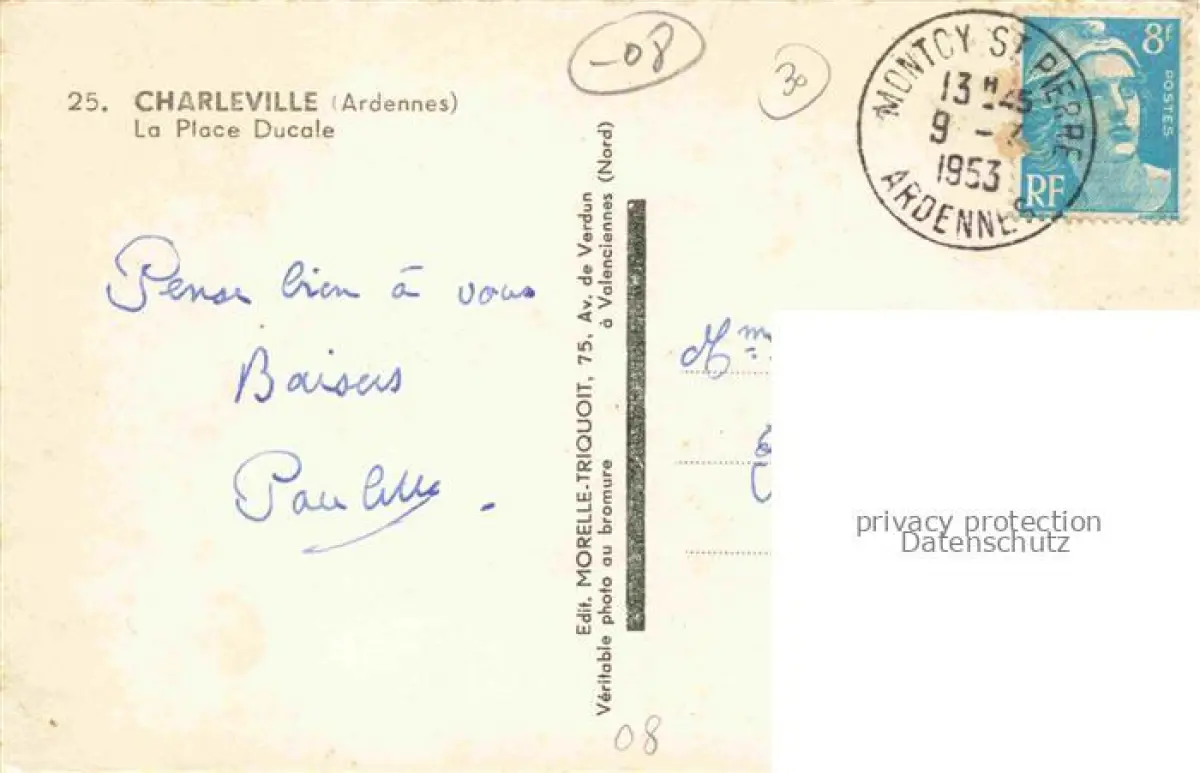 -08
30
25. CHARLEVILLE (Ardennes)
La Place Ducale
MONTCY ST PIERRE
13 H 45
9 -
1953
ARDENNES
8f
POSTES
RF
Pense bien à vous
Baisers
Paulette
Edit. MORELLE-TRIQUOIT, 75, Av. de Verdun
à Valenciennes (Nord)
Véritable photo au bromure
Mme
privacy protection
Datenschutz
08